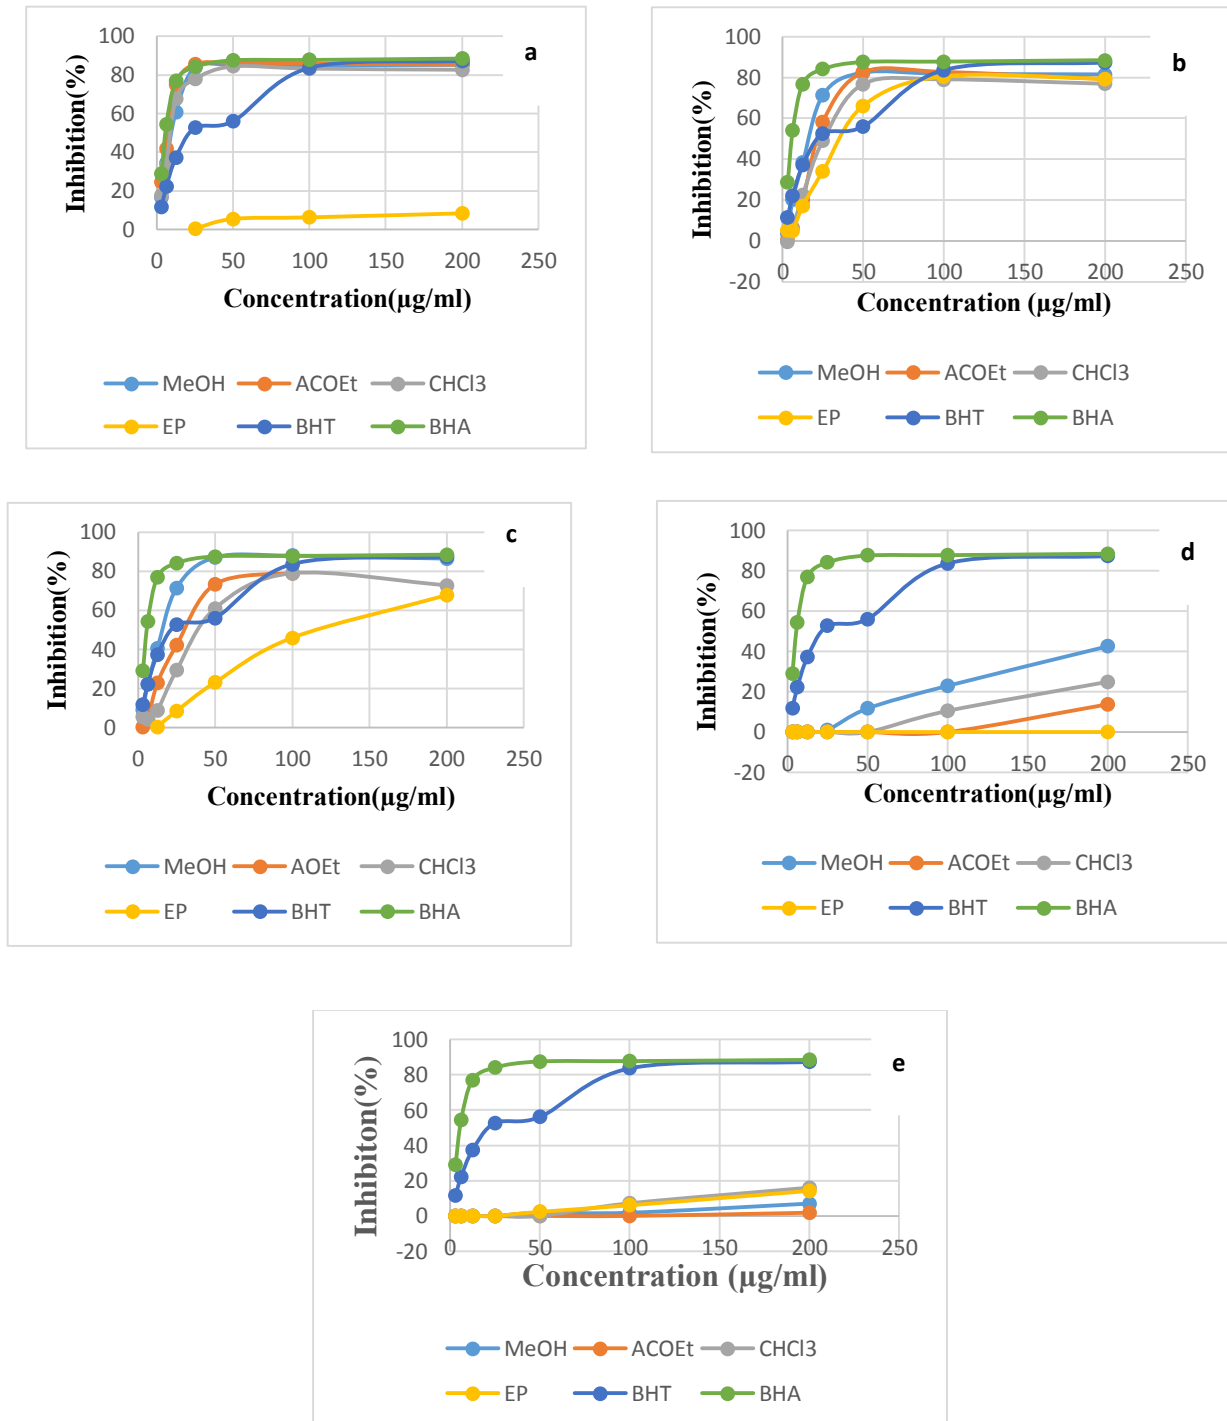 a
100
80
60
40
20
0
0 50 100 150 200 250
Inhibition(%)
Concentration(µg/ml)
MeOH ACOEt CHCl3
EP BHT BHA
b
100
80
60
40
20
0
-20
0 50 100 150 200 250
Inhibition(%)
Concentration (µg/ml)
MeOH ACOEt CHCl3
EP BHT BHA
c
100
80
60
40
20
0
0 50 100 150 200 250
Inhibition(%)
Concentration(µg/ml)
MeOH AOEt CHCl3
EP BHT BHA
d
100
80
60
40
20
0
-20
0 50 100 150 200 250
Inhibition(%)
Concentration(µg/ml)
MeOH ACOEt CHCl3
EP BHT BHA
e
100
80
60
40
20
0
-20
0 50 100 150 200 250
Inhibiton(%)
Concentration (µg/ml)
MeOH ACOEt CHCl3
EP BHT BHA